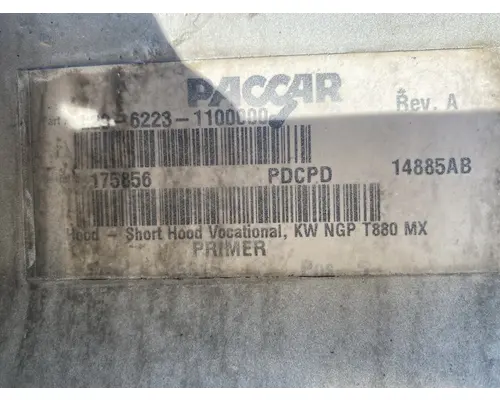 PACCAR
Rev. A
6223-1100000
175856 PDCPD 14885AB
Hood - Short Hood Vocational, KW NGP T880 MX
PRIMER